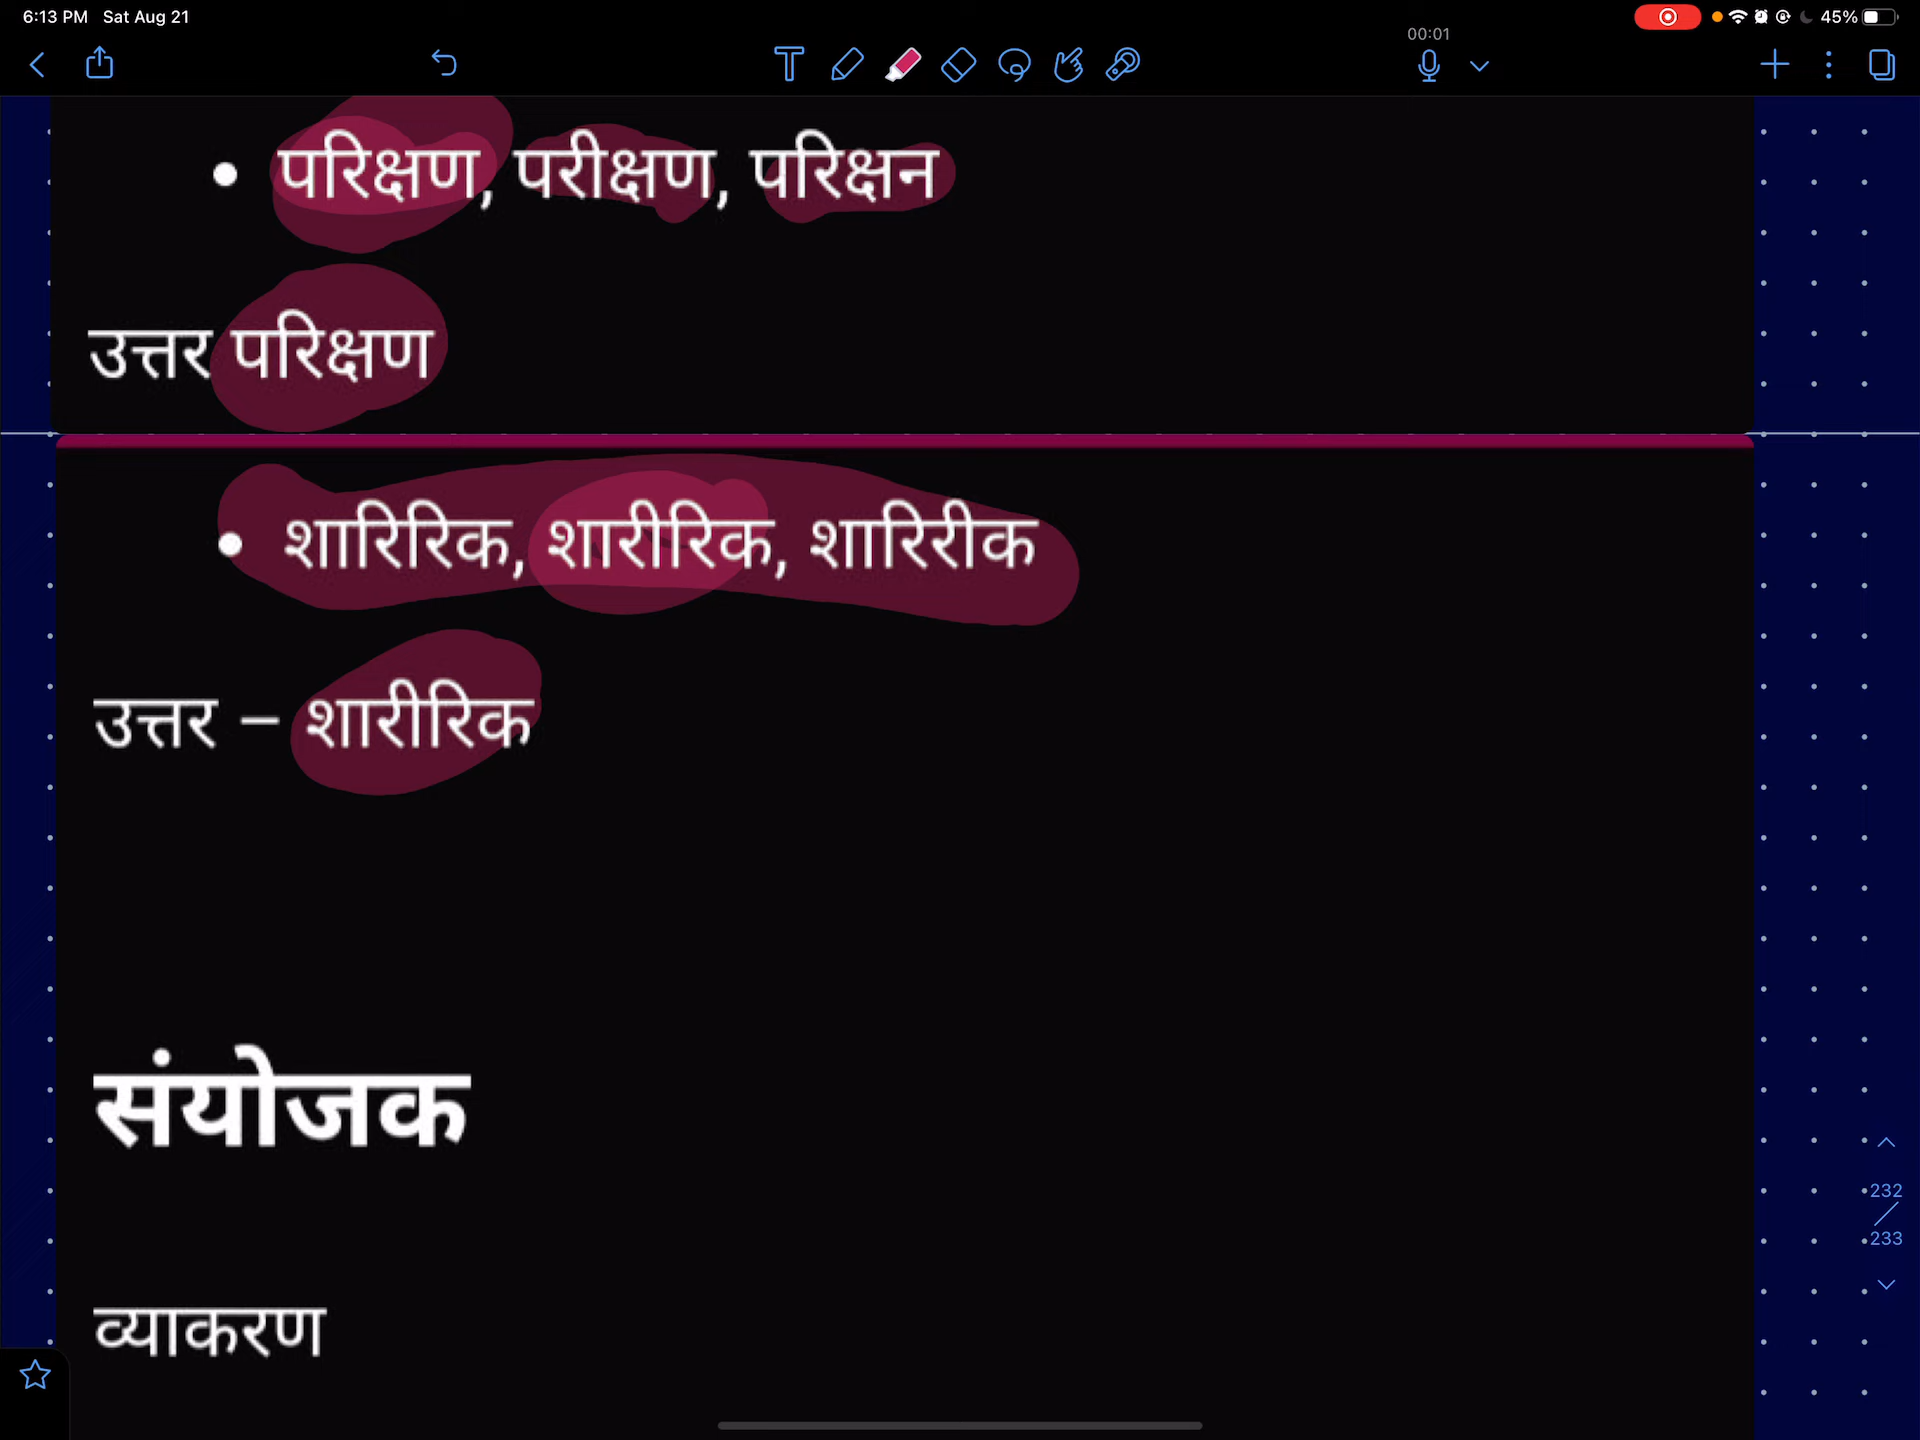 6:13 PM Sat Aug 21
45%
00:01
• परिक्षण, परीक्षण, परिक्षन
उत्तर परिक्षण
• शारिरिक, शारीरिक, शारिरीक
उत्तर – शारीरिक
संयोजक
232
233
व्याकरण